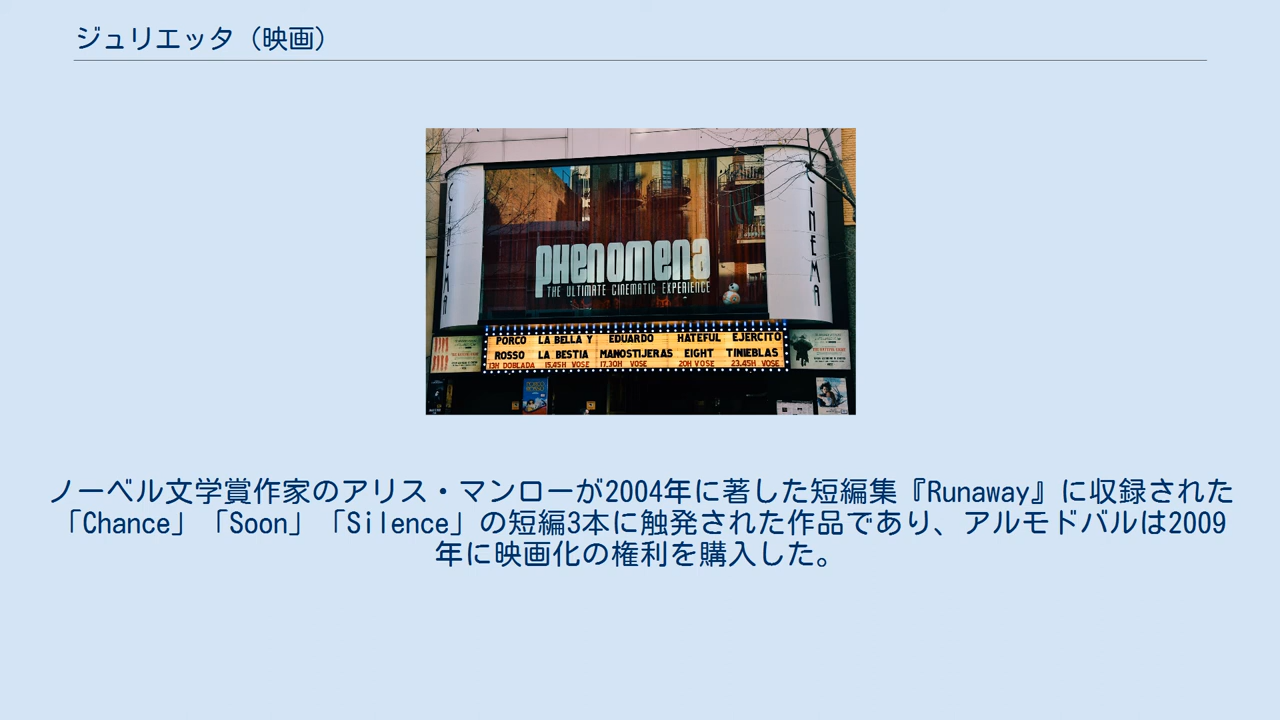 ジュリエッタ（映画）
CINEMA
CINEMA
phenomena
THE ULTIMATE CINEMATIC EXPERIENCE
PORCO LA BELLA Y EDUARDO HATEFUL EJERCITO
ROSSO LA BESTIA MANOSTIJERAS EIGHT TINIEBLAS
13H DOBLADA 15.45H VOSE 17.30H VOSE 20H VOSE 23.45H VOSE
ノーベル文学賞作家のアリス・マンローが2004年に著した短編集『Runaway』に収録された
「Chance」「Soon」「Silence」の短編3本に触発された作品であり、アルモドバルは2009
年に映画化の権利を購入した。